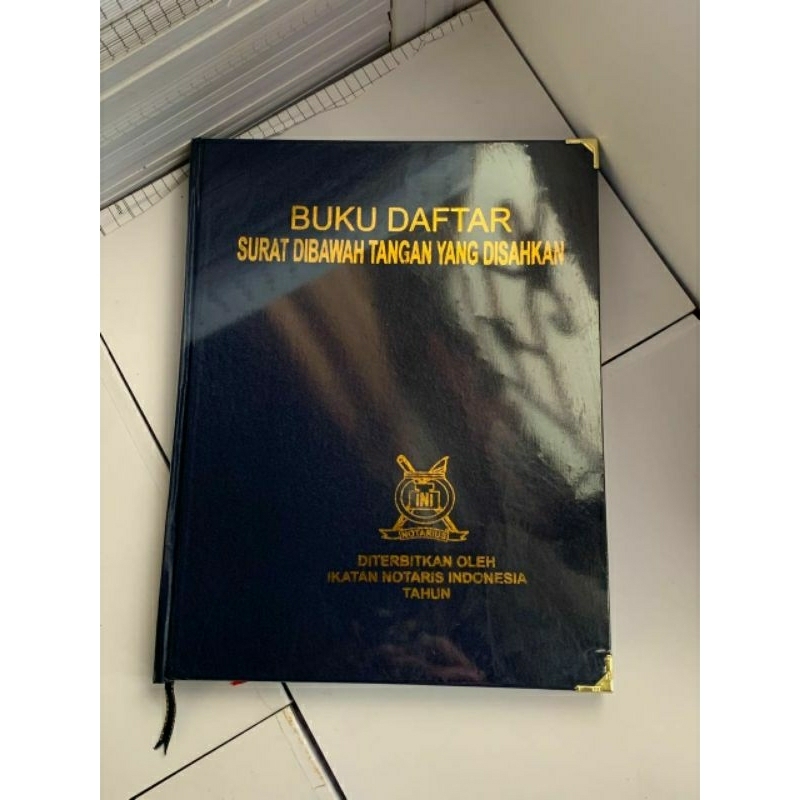 BUKU DAFTAR
SURAT DIBAWAH TANGAN YANG DISAHKAN
INI
NOTARIUS
DITERBITKAN OLEH
IKATAN NOTARIS INDONESIA
TAHUN